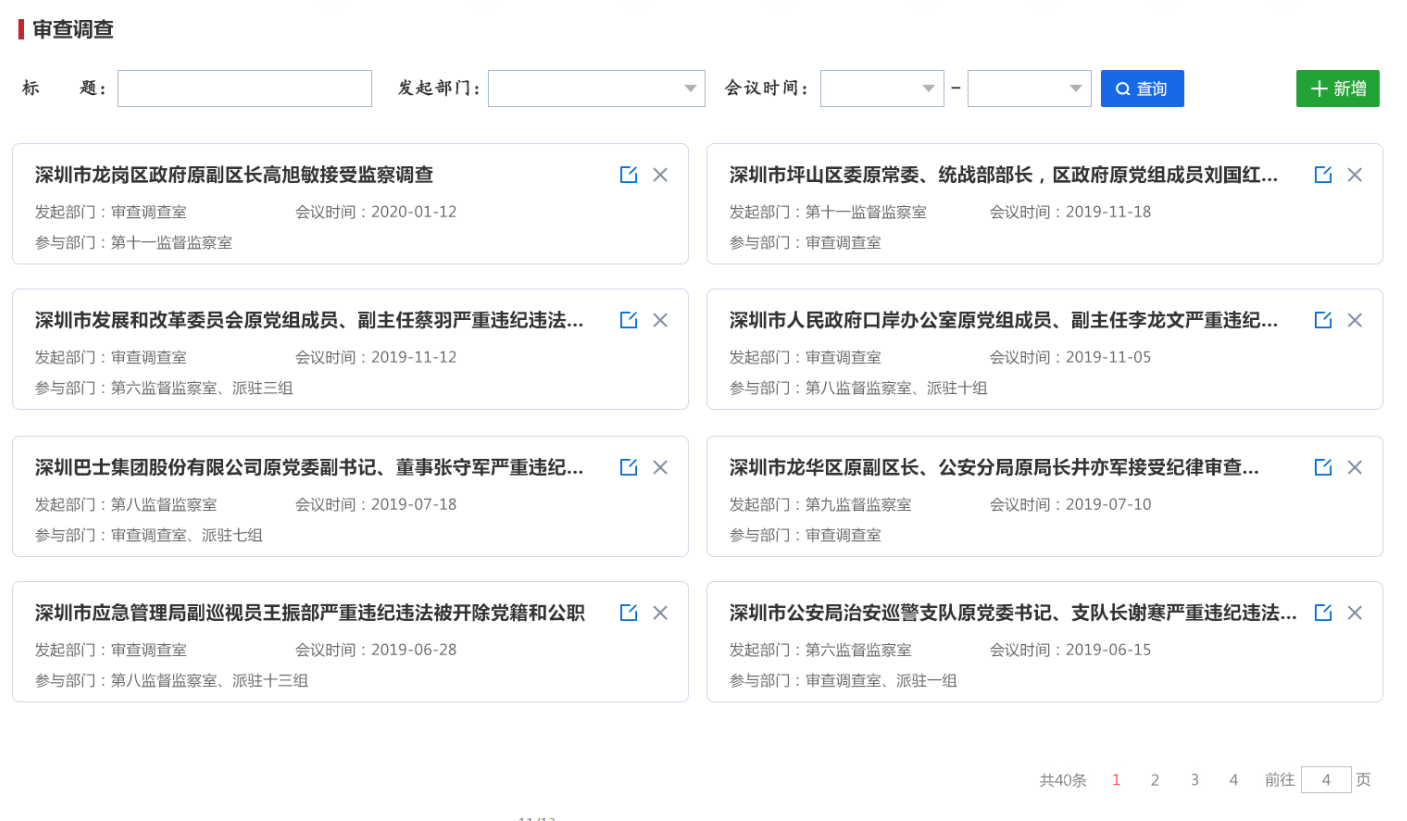 审查调查
标 题： 发起部门： 会议时间： - 查询 新增
深圳市龙岗区政府原副区长高旭敏接受监察调查
发起部门：审查调查室 会议时间：2020-01-12
参与部门：第十一监督监察室
深圳市坪山区委原常委、统战部部长，区政府原党组成员刘国红...
发起部门：第十一监督监察室 会议时间：2019-11-18
参与部门：审查调查室
深圳市发展和改革委员会原党组成员、副主任蔡羽严重违纪违法...
发起部门：审查调查室 会议时间：2019-11-12
参与部门：第六监督监察室、派驻三组
深圳市人民政府口岸办公室原党组成员、副主任李龙文严重违纪...
发起部门：审查调查室 会议时间：2019-11-05
参与部门：第八监督监察室、派驻十组
深圳巴士集团股份有限公司原党委副书记、董事张守军严重违纪...
发起部门：第八监督监察室 会议时间：2019-07-18
参与部门：审查调查室、派驻七组
深圳市龙华区原副区长、公安分局原局长井亦军接受纪律审查...
发起部门：第九监督监察室 会议时间：2019-07-10
参与部门：审查调查室
深圳市应急管理局副巡视员王振部严重违纪违法被开除党籍和公职
发起部门：审查调查室 会议时间：2019-06-28
参与部门：第八监督监察室、派驻十三组
深圳市公安局治安巡警支队原党委书记、支队长谢寒严重违纪违法...
发起部门：第六监督监察室 会议时间：2019-06-15
参与部门：审查调查室、派驻一组
共40条 1 2 3 4 前往 4 页